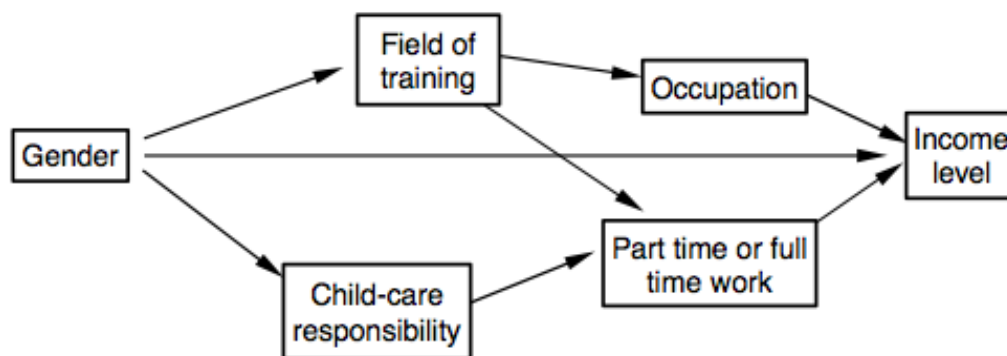 Field of
training
Occupation
Gender
Income
level
Part time or full
time work
Child-care
responsibility